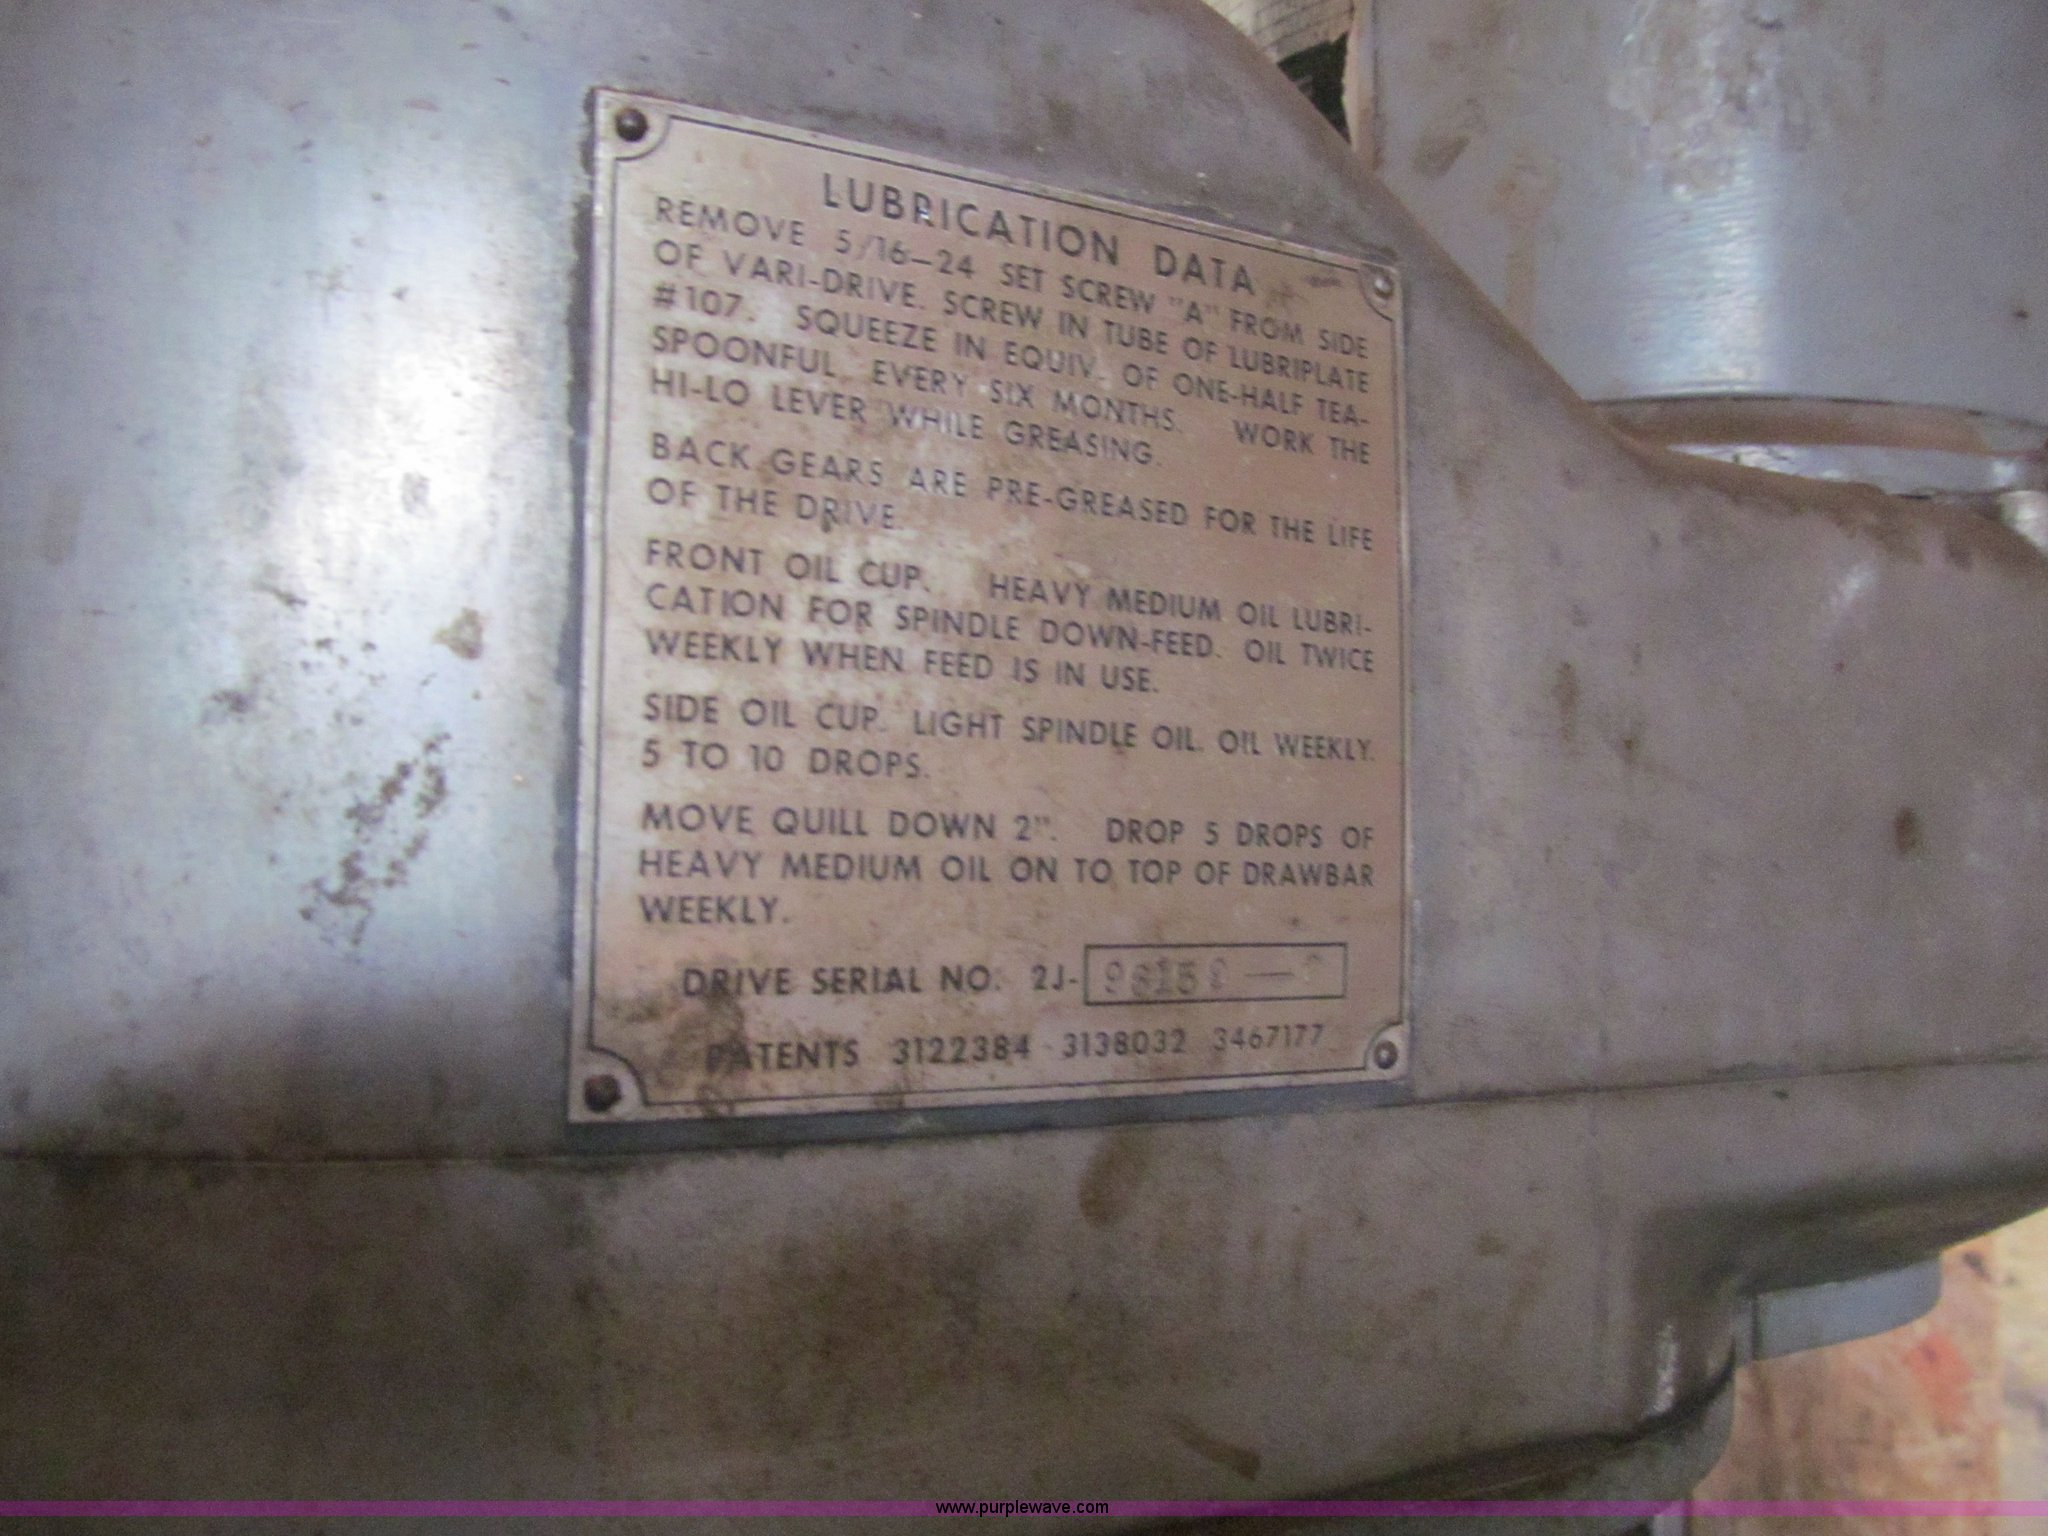 LUBRICATION DATA
REMOVE 5/16-24 SET SCREW "A" FROM SIDE
OF VARI-DRIVE. SCREW IN TUBE OF LUBRIPLATE
#107. SQUEEZE IN EQUIV. OF ONE-HALF TEA-
SPOONFUL EVERY SIX MONTHS. WORK THE
HI-LO LEVER WHILE GREASING.
BACK GEARS ARE PRE-GREASED FOR THE LIFE
OF THE DRIVE.
FRONT OIL CUP. HEAVY MEDIUM OIL LUBRI-
CATION FOR SPINDLE DOWN-FEED. OIL TWICE
WEEKLY WHEN FEED IS IN USE.
SIDE OIL CUP. LIGHT SPINDLE OIL. OIL WEEKLY.
5 TO 10 DROPS.
MOVE QUILL DOWN 2". DROP 5 DROPS OF
HEAVY MEDIUM OIL ON TO TOP OF DRAWBAR
WEEKLY.
DRIVE SERIAL NO. 2J-
PATENTS 3122384 3138032 3467177
www.purplewave.com